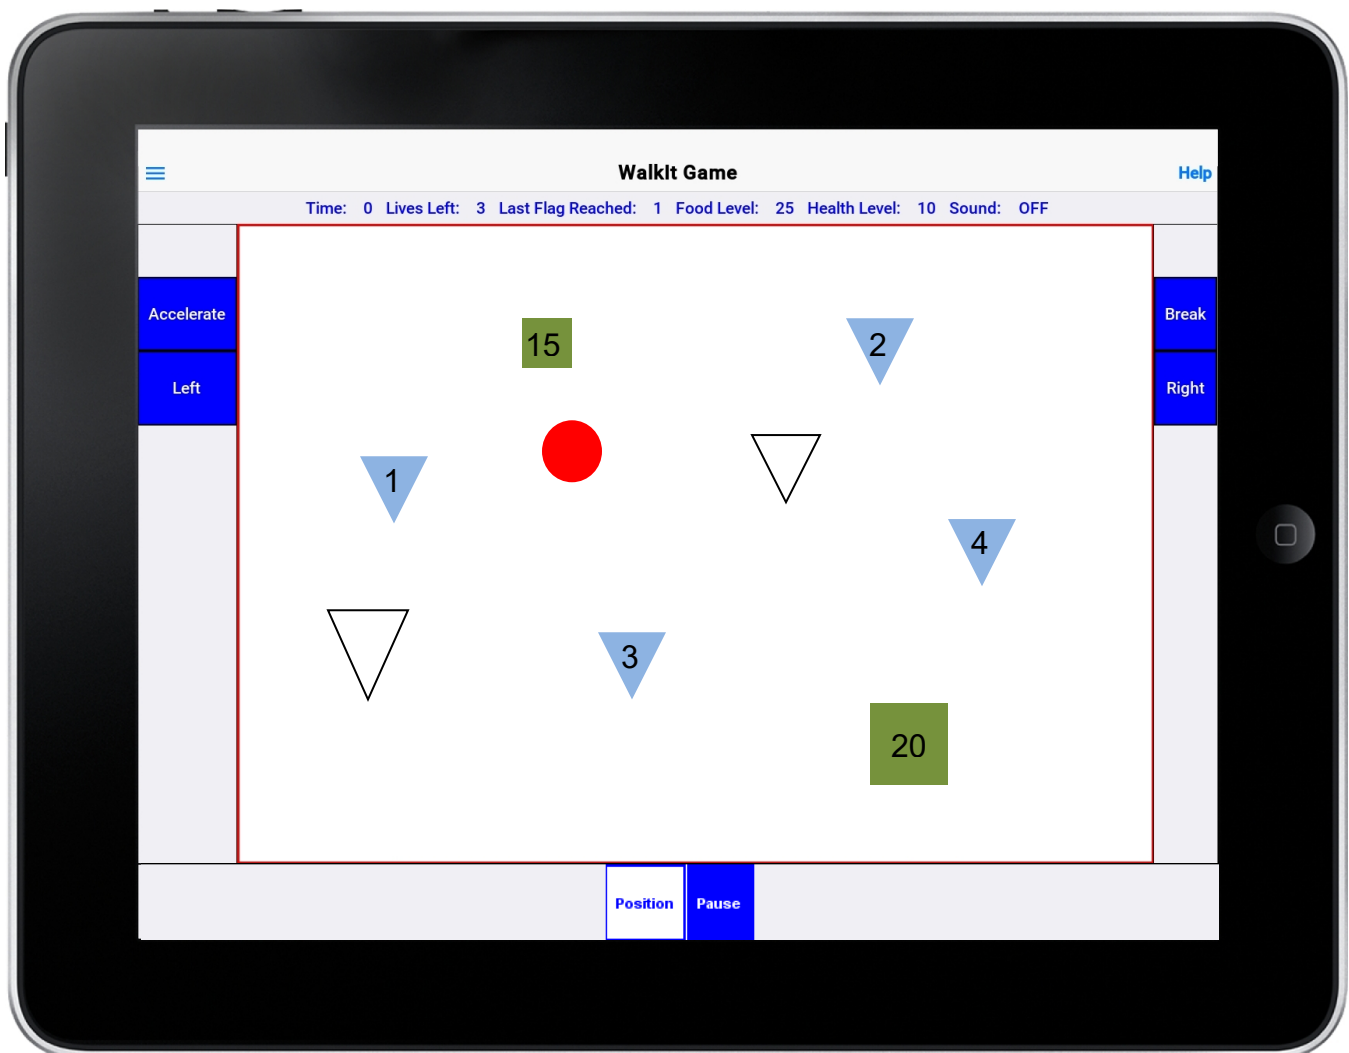 WalkIt Game
Help
Time: 0 Lives Left: 3 Last Flag Reached: 1 Food Level: 25 Health Level: 10 Sound: OFF
Accelerate
Break
Left
Right
15
2
1
4
3
20
Position
Pause